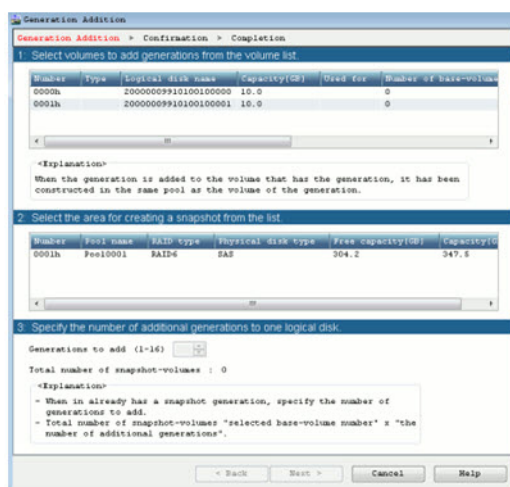 Generation Addition
Generation Addition > Confirmation > Completion
1: Select volumes to add generations from the volume list.
Number Type Logical disk name Capacity[GB] Used for Number of base-volume
0000h 20000009910100100000 10.0 0
0001h 20000009910100100001 10.0 0
<Explanation>
When the generation is added to the volume that has the generation, it has been
constructed in the same pool as the volume of the generation.
2: Select the area for creating a snapshot from the list.
Number Pool name RAID type Physical disk type Free capacity[GB] Capacity[G
0001h Pool0001 RAID6 SAS 304.2 347.5
3: Specify the number of additional generations to one logical disk.
Generations to add (1-16)
Total number of snapshot-volumes : 0
<Explanation>
- When in already has a snapshot generation, specify the number of
generations to add.
- Total number of snapshot-volumes "selected base-volume number" x "the
number of additional generations".
< Back Next > Cancel Help